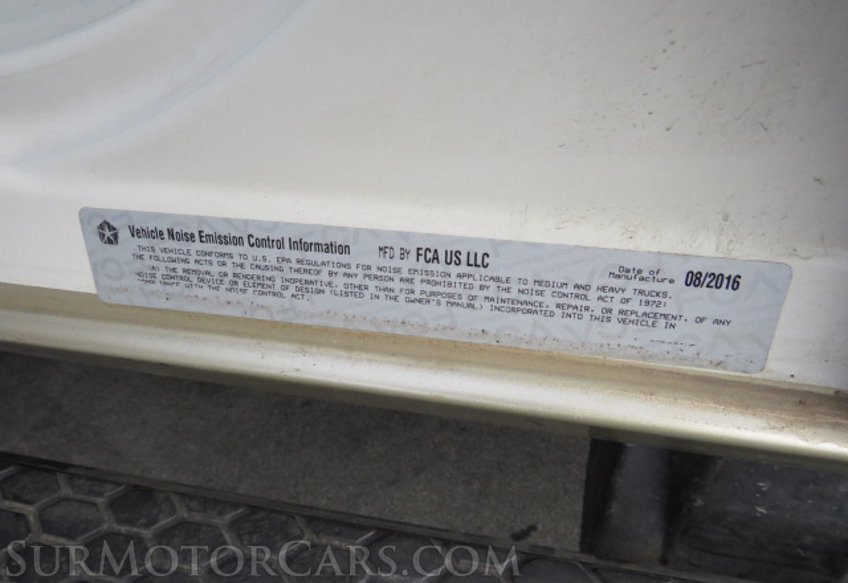 Vehicle Noise Emission Control Information MFD BY FCA US LLC Date of Manufacture 08/2016
THIS VEHICLE CONFORMS TO U.S. EPA REGULATIONS FOR NOISE EMISSION APPLICABLE TO MEDIUM AND HEAVY TRUCKS.
THE FOLLOWING ACTS OR THE CAUSING THEREOF BY ANY PERSON ARE PROHIBITED BY THE NOISE CONTROL ACT OF 1972:
(A) THE REMOVAL OR RENDERING INOPERATIVE, OTHER THAN FOR PURPOSES OF MAINTENANCE, REPAIR, OR REPLACEMENT, OF ANY
NOISE CONTROL DEVICE OR ELEMENT OF DESIGN (LISTED IN THE OWNER'S MANUAL) INCORPORATED INTO THIS VEHICLE IN
WITH THE NOISE CONTROL ACT.
SURMOTORCARS.COM